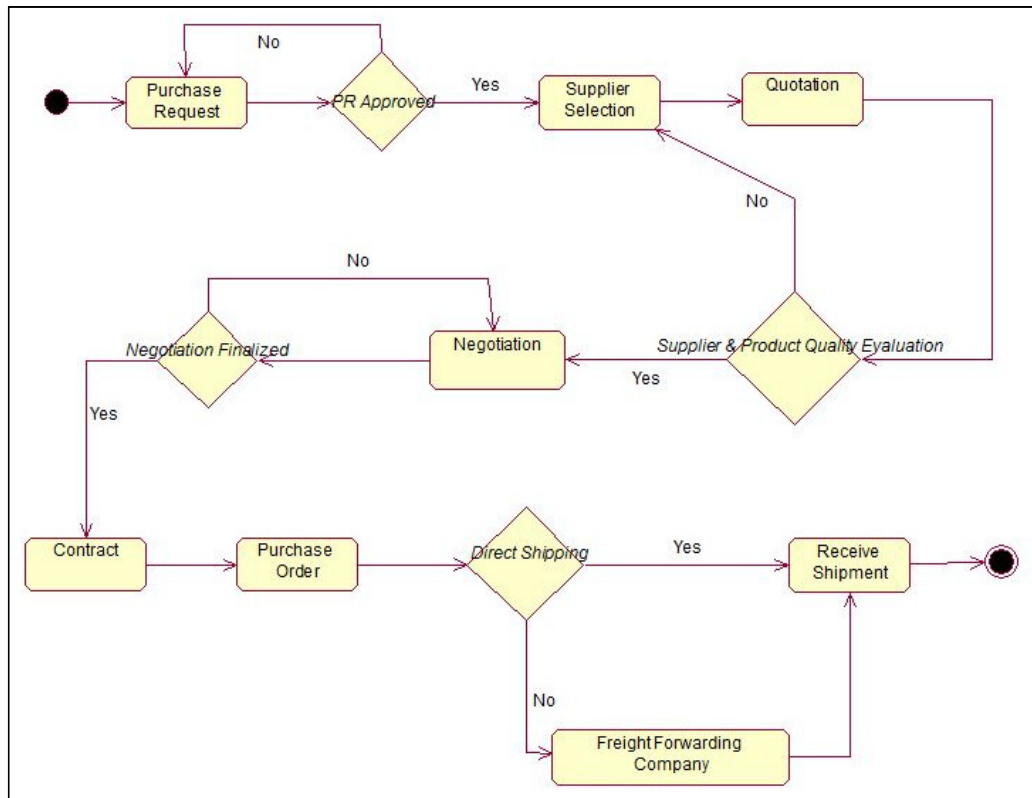 No
Purchase
Request
PR Approved
Yes
Supplier
Selection
Quotation
No
No
Negotiation Finalized
Negotiation
Supplier & Product Quality Evaluation
Yes
Yes
Contract
Purchase
Order
Direct Shipping
Yes
Receive
Shipment
No
Freight Forwarding
Company